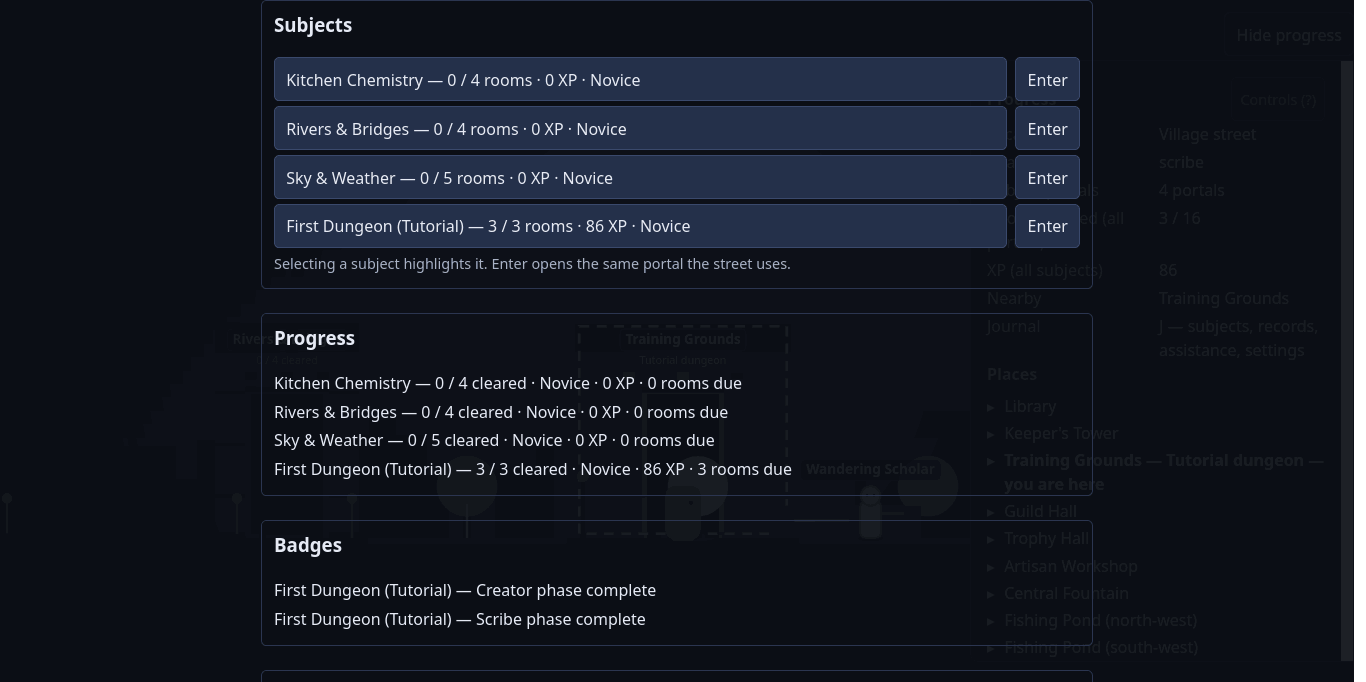 Subjects
Kitchen Chemistry — 0 / 4 rooms · 0 XP · Novice
Enter
Rivers & Bridges — 0 / 4 rooms · 0 XP · Novice
Enter
Sky & Weather — 0 / 5 rooms · 0 XP · Novice
Enter
First Dungeon (Tutorial) — 3 / 3 rooms · 86 XP · Novice
Enter
Selecting a subject highlights it. Enter opens the same portal the street uses.
Progress
Kitchen Chemistry — 0 / 4 cleared · Novice · 0 XP · 0 rooms due
Rivers & Bridges — 0 / 4 cleared · Novice · 0 XP · 0 rooms due
Sky & Weather — 0 / 5 cleared · Novice · 0 XP · 0 rooms due
First Dungeon (Tutorial) — 3 / 3 cleared · Novice · 86 XP · 3 rooms due
Badges
First Dungeon (Tutorial) — Creator phase complete
First Dungeon (Tutorial) — Scribe phase complete
Rivers
Training Grounds
Tutorial dungeon
Wandering Scholar
Hide progress
Progress
Controls (?)
Village street
scribe
4 portals
(all
3 / 16
XP (all subjects)
86
Nearby
Training Grounds
Journal
J — subjects, records,
assistance, settings
Places
▸ Library
▸ Keeper's Tower
▸ Training Grounds — Tutorial dungeon —
you are here
▸ Guild Hall
▸ Trophy Hall
▸ Artisan Workshop
▸ Central Fountain
▸ Fishing Pond (north-west)
▸ Fishing Pond (south-west)